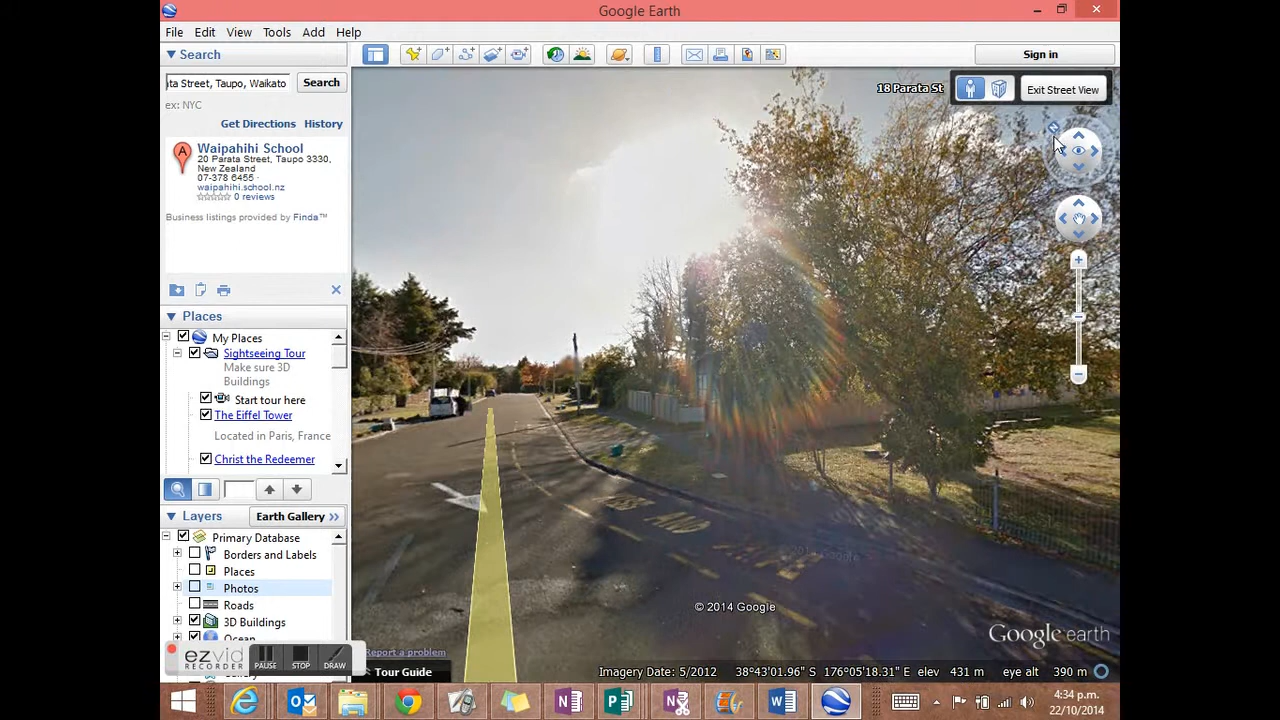 Google Earth
File Edit View Tools Add Help
Search
Sign in
ata Street, Taupo, Waikato Search
ex: NYC
Get Directions History
A
Waipahihi School
20 Parata Street, Taupo 3330,
New Zealand
07-378 6455 ·
waipahihi.school.nz
0 reviews
Business listings provided by Finda™
18 Parata St
Exit Street View
Places
My Places
Sightseeing Tour
Make sure 3D
Buildings
Start tour here
The Eiffel Tower
Located in Paris, France
Christ the Redeemer
Layers Earth Gallery >>
Primary Database
Borders and Labels
Places
Photos
Roads
3D Buildings
Ocean
ezvid
RECORDER
PAUSE STOP DRAW
Report a problem
Tour Guide
© 2014 Google
Google earth
Imagery Date: 5/2012 38°43'01.96" S 176°05'18.31" E elev 431 m eye alt 390 m
4:34 p.m.
22/10/2014